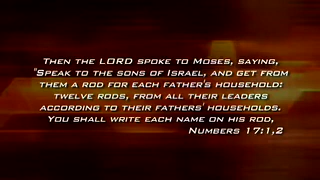 Then the LORD spoke to Moses, saying,
"Speak to the sons of Israel, and get from
them a rod for each father's household:
twelve rods, from all their leaders
according to their fathers' households.
You shall write each name on his rod,
Numbers 17:1,2